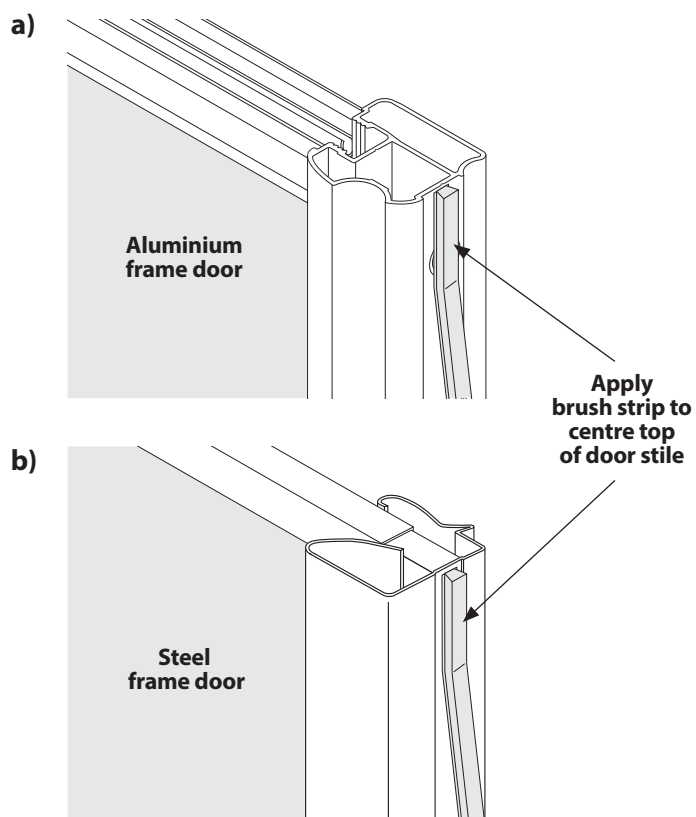 a)
Aluminium
frame door
Apply
brush strip to
centre top
of door stile
b)
Steel
frame door